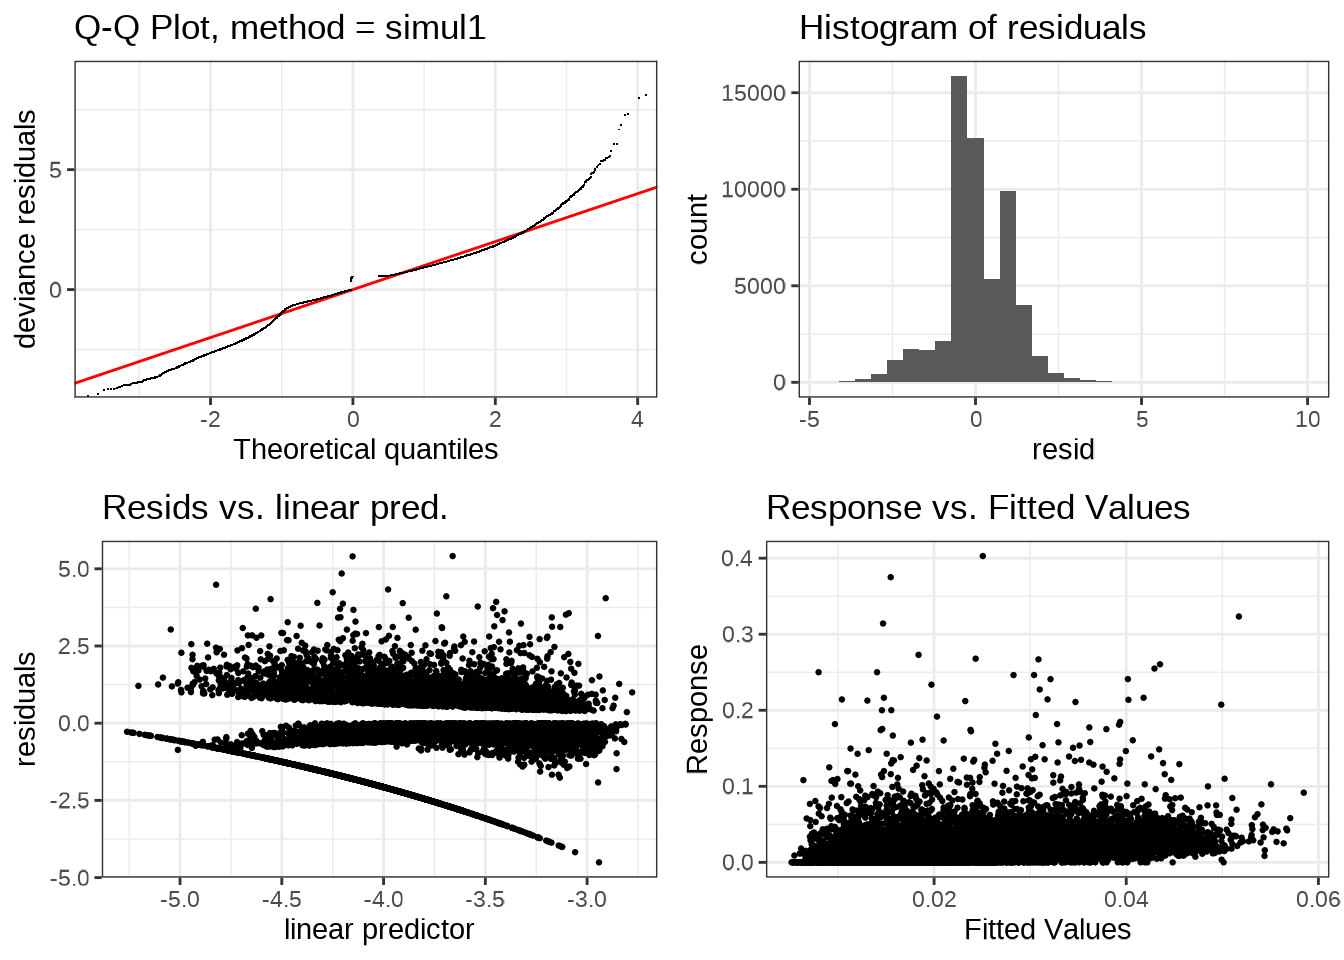 Q-Q Plot, method = simul1
deviance residuals
5
0
-2
0
2
4
Theoretical quantiles
Histogram of residuals
count
15000
10000
5000
0
-5
0
5
10
resid
Resids vs. linear pred.
residuals
5.0
2.5
0.0
-2.5
-5.0
-5.0
-4.5
-4.0
-3.5
-3.0
linear predictor
Response vs. Fitted Values
Response
0.4
0.3
0.2
0.1
0.0
0.02
0.04
0.06
Fitted Values